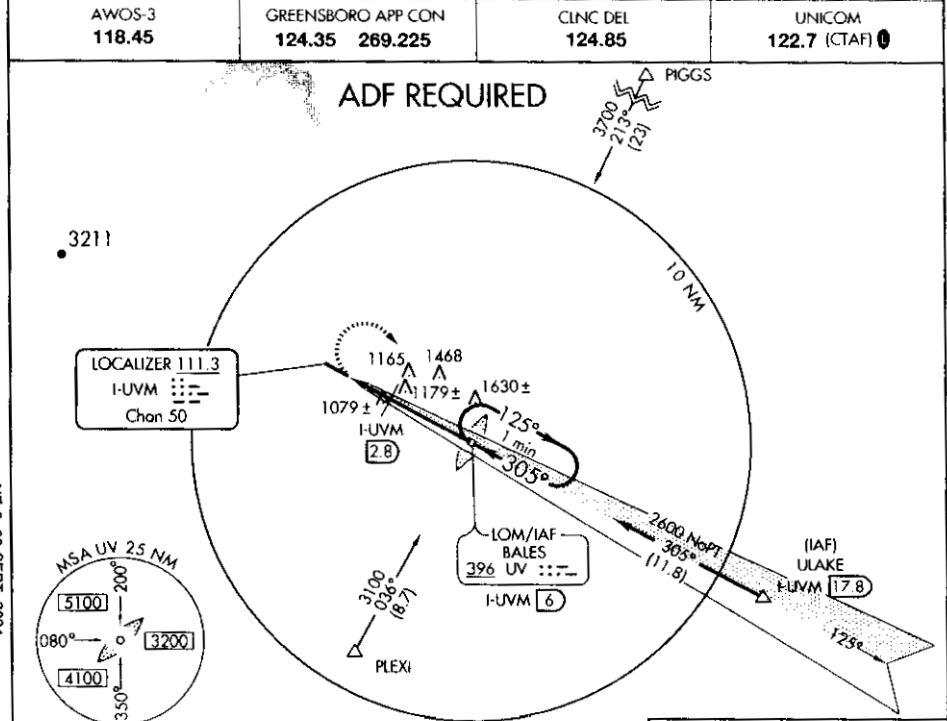 AWOS-3
118.45
GREENSBORO APP CON
124.35 269.225
CLNC DEL
124.85
UNICOM
122.7 (CTAF) L
ADF REQUIRED
PIGGS
3700
213°
(23)
3211
10 NM
LOCALIZER 111.3
I-UVM
Chan 50
1165
1468
1179±
1630±
1079±
I-UVM
2.8
125°
1 min
305°
LOM/IAF
BALES
396 UV
I-UVM 6
2600 NoPT
305°
(11.8)
(IAF)
ULAKE
I-UVM 17.8
125°
3100
036°
(8.7)
PLEXI
MSA UV 25 NM
5100
200°
080°
3200
4100
350°